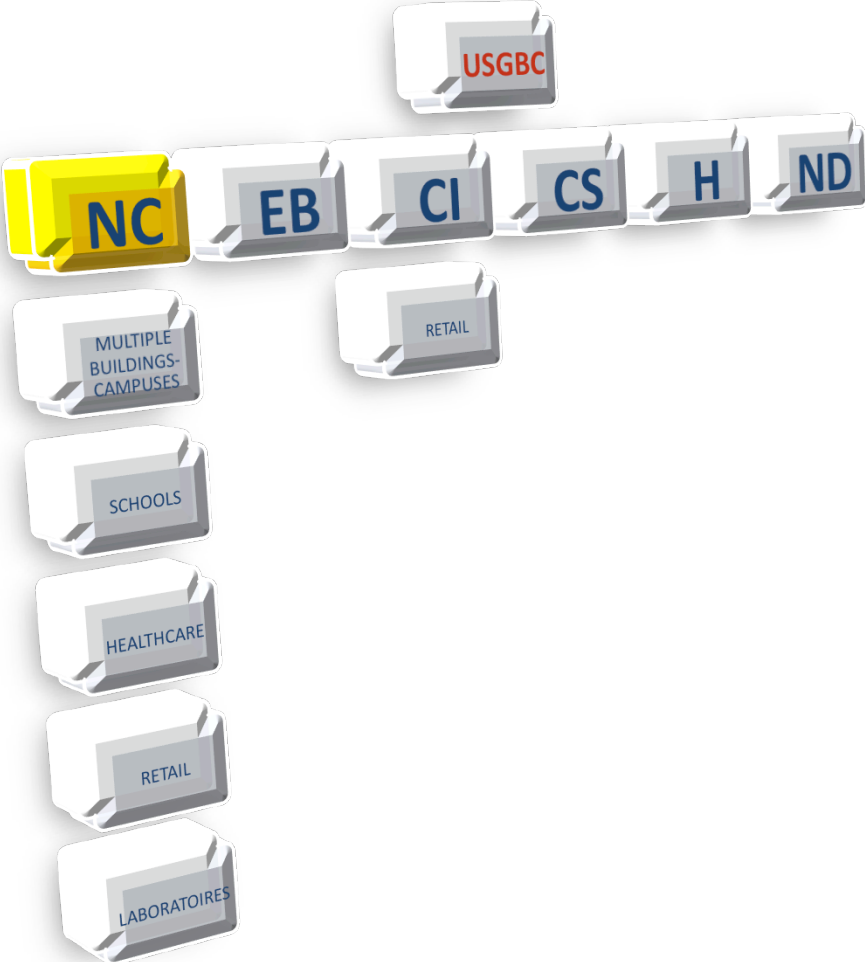 USGBC
NC
EB
CI
CS
H
ND
MULTIPLE
BUILDINGS-
CAMPUSES
RETAIL
SCHOOLS
HEALTHCARE
RETAIL
LABORATOIRES